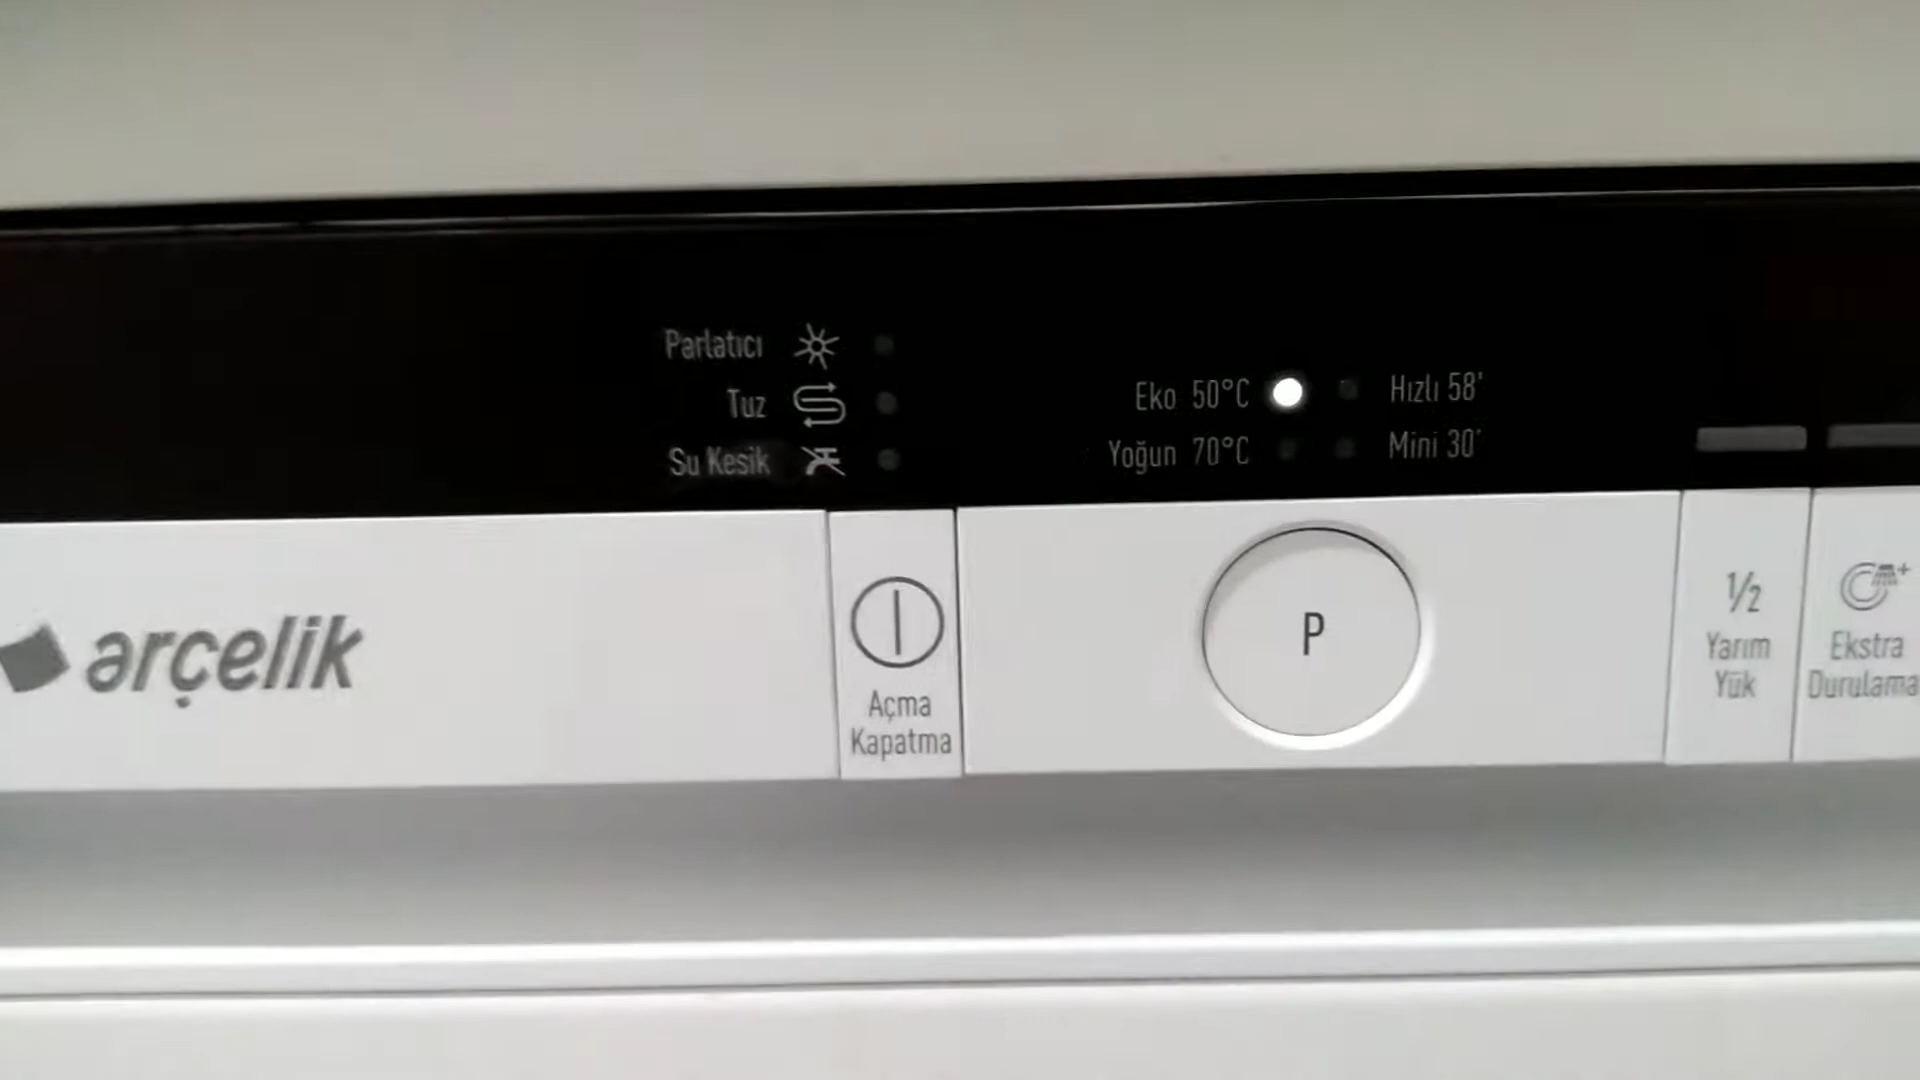 Parlatıcı
Tuz
Su Kesik
Eko 50°C
Hızlı 58'
Yoğun 70°C
Mini 30'
arçelik
Açma
Kapatma
P
1/2
Yarım
Yük
+
Ekstra
Durulama